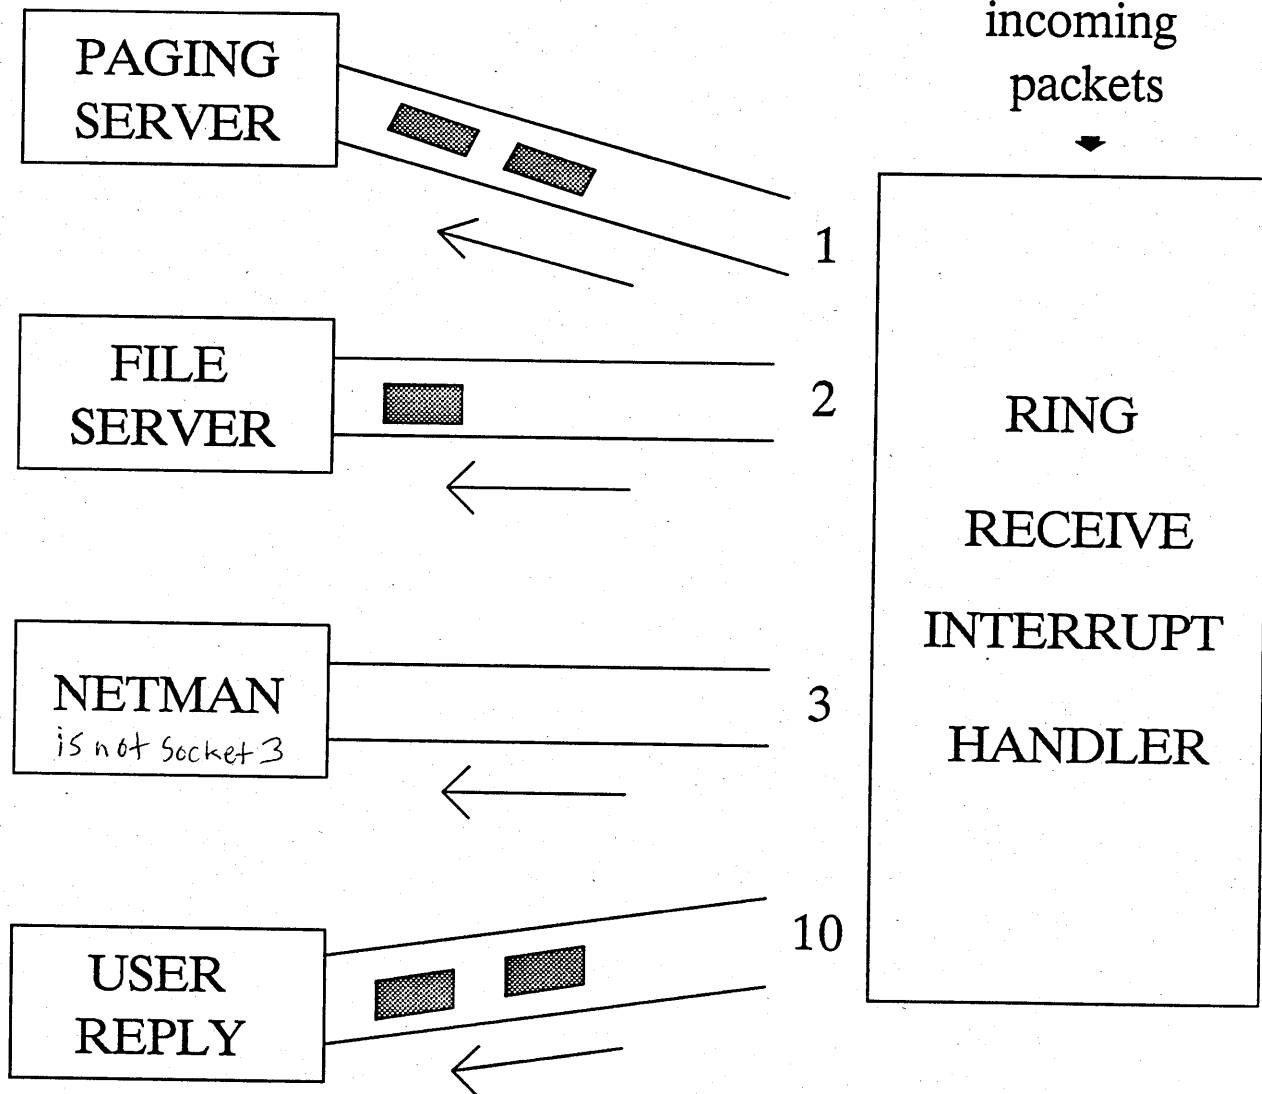 incoming
packets
PAGING
SERVER
1
FILE
SERVER
2
RING
RECEIVE
INTERRUPT
HANDLER
NETMAN
is not Socket 3
3
USER
REPLY
10